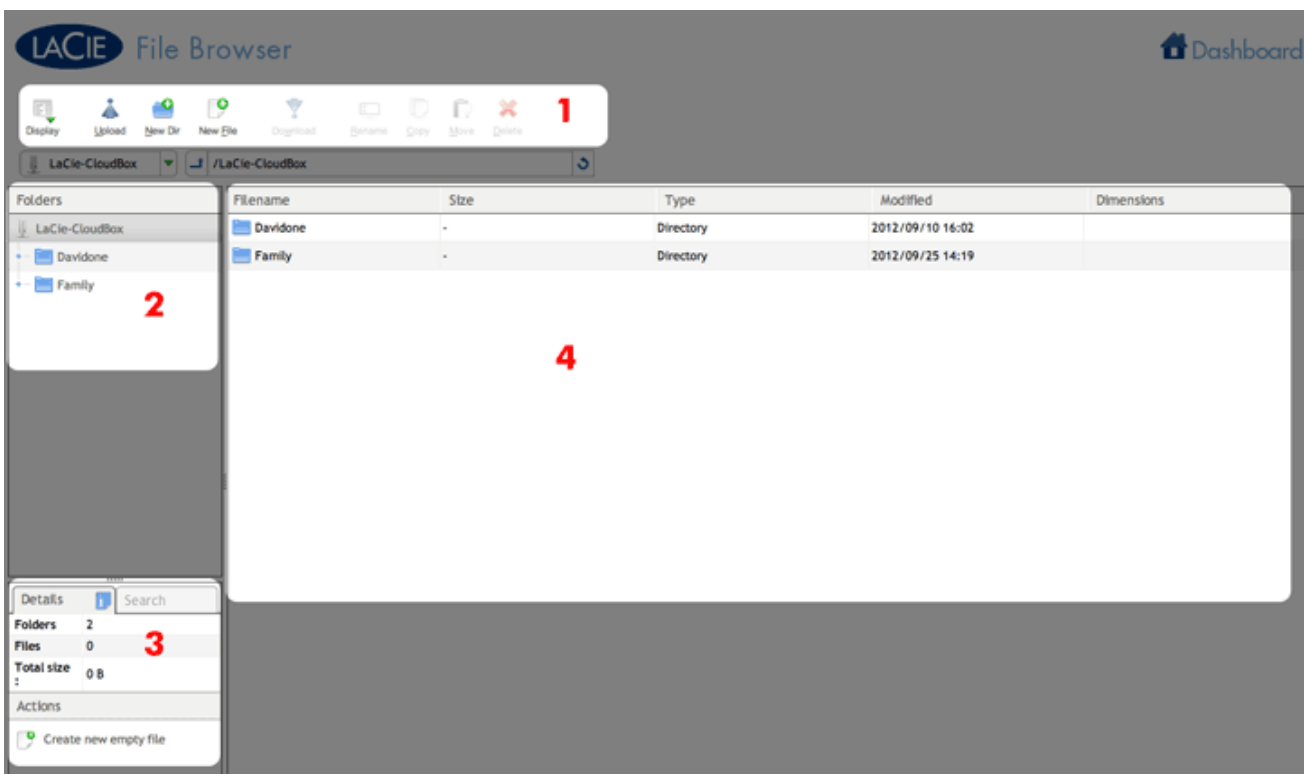 LACIE File Browser
Dashboard
Display Upload New Dir New File Download Rename Copy Move Delete 1
LaCie-CloudBox /LaCie-CloudBox
Folders
LaCie-CloudBox
Davidone
Family
2
Filename Size Type Modified Dimensions
Davidone - Directory 2012/09/10 16:02
Family - Directory 2012/09/25 14:19
4
Details Search
Folders 2
Files 0
Total size : 0 B
3
Actions
Create new empty file